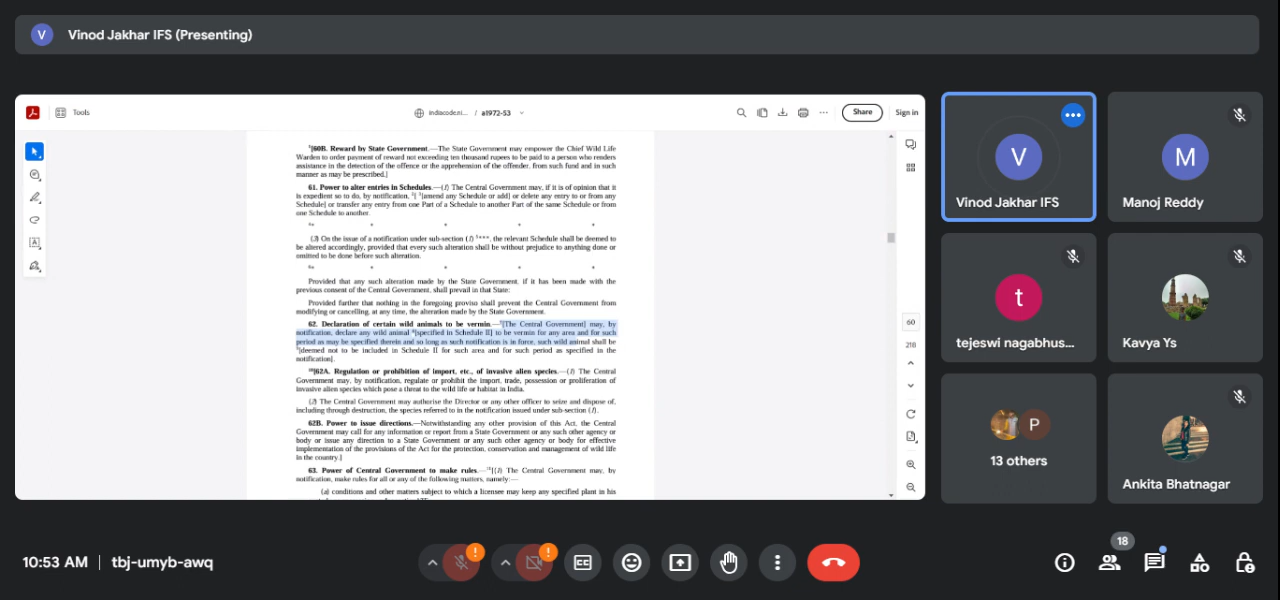 V
Vinod Jakhar IFS (Presenting)
Tools
indiacode.ni... / a1972-53
Share
Sign in
⁵[60B. Reward by State Government.—The State Government may empower the Chief Wild Life
Warden to order payment of reward not exceeding ten thousand rupees to be paid to a person who renders
assistance in the detection of the offence or the apprehension of the offender, from such fund and in such
manner as may be prescribed.]
61. Power to alter entries in Schedules.—(1) The Central Government may, if it is of opinion that it
is expedient so to do, by notification, [amend any Schedule or add] or delete any entry to or from any
Schedule] or transfer any entry from one Part of a Schedule to another Part of the same Schedule or from
one Schedule to another.
* * * * *
(3) On the issue of a notification under sub-section (1) ***, the relevant Schedule shall be deemed to
be altered accordingly, provided that every such alteration shall be without prejudice to anything done or
omitted to be done before such alteration.
* * * * *
Provided that any such alteration made by the State Government, if it has been made with the
previous consent of the Central Government, shall prevail in that State:
Provided further that nothing in the foregoing proviso shall prevent the Central Government from
modifying or cancelling, at any time, the alteration made by the State Government.
62. Declaration of certain wild animals to be vermin.—[The Central Government] may, by
notification, declare any wild animal [specified in Schedule II] to be vermin for any area and for such
period as may be specified therein and so long as such notification is in force, such wild animal shall be
[deemed not to be included in Schedule II for such area and for such period as specified in the
notification].
¹⁰[62A. Regulation or prohibition of import, etc., of invasive alien species.—(1) The Central
Government may, by notification, regulate or prohibit the import, trade, possession or proliferation of
invasive alien species which pose a threat to the wild life or habitat in India.
(2) The Central Government may authorise the Director or any other officer to seize and dispose of,
including through destruction, the species referred to in the notification issued under sub-section (1).
62B. Power to issue directions.—Notwithstanding any other provision of this Act, the Central
Government may call for any information or report from a State Government or any such other agency or
body or issue any direction to a State Government or any such other agency or body for effective
implementation of the provisions of the Act for the protection, conservation and management of wild life
in the country.]
63. Power of Central Government to make rules.—¹¹[(1) The Central Government may, by
notification, make rules for all or any of the following matters, namely:—
(a) conditions and other matters subject to which a licensee may keep any specified plant in his
60
218
V
Vinod Jakhar IFS
M
Manoj Reddy
t
tejeswi nagabhus...
Kavya Ys
P
13 others
Ankita Bhatnagar
10:53 AM | tbj-umyb-awq
CC
18